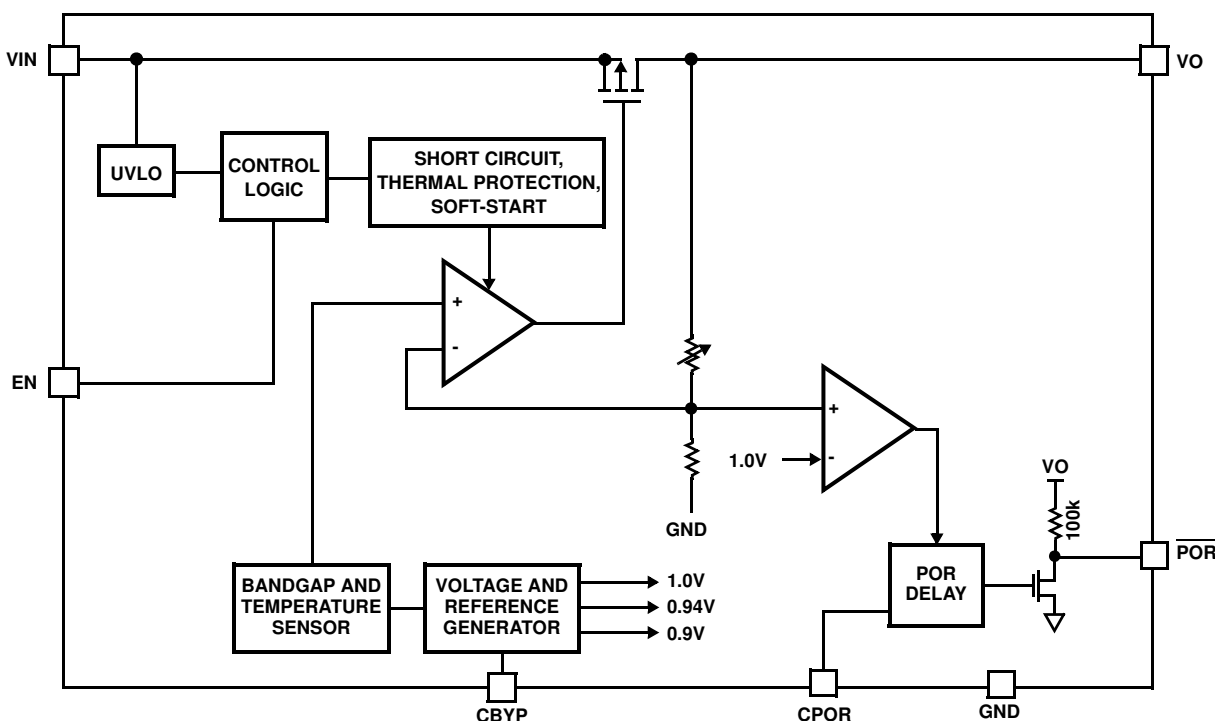 VIN
VO
UVLO
CONTROL
LOGIC
SHORT CIRCUIT,
THERMAL PROTECTION,
SOFT-START
+
-
EN
+
1.0V
-
GND
VO
100k
POR
BANDGAP AND
TEMPERATURE
SENSOR
VOLTAGE AND
REFERENCE
GENERATOR
1.0V
0.94V
0.9V
POR
DELAY
CBYP
CPOR
GND